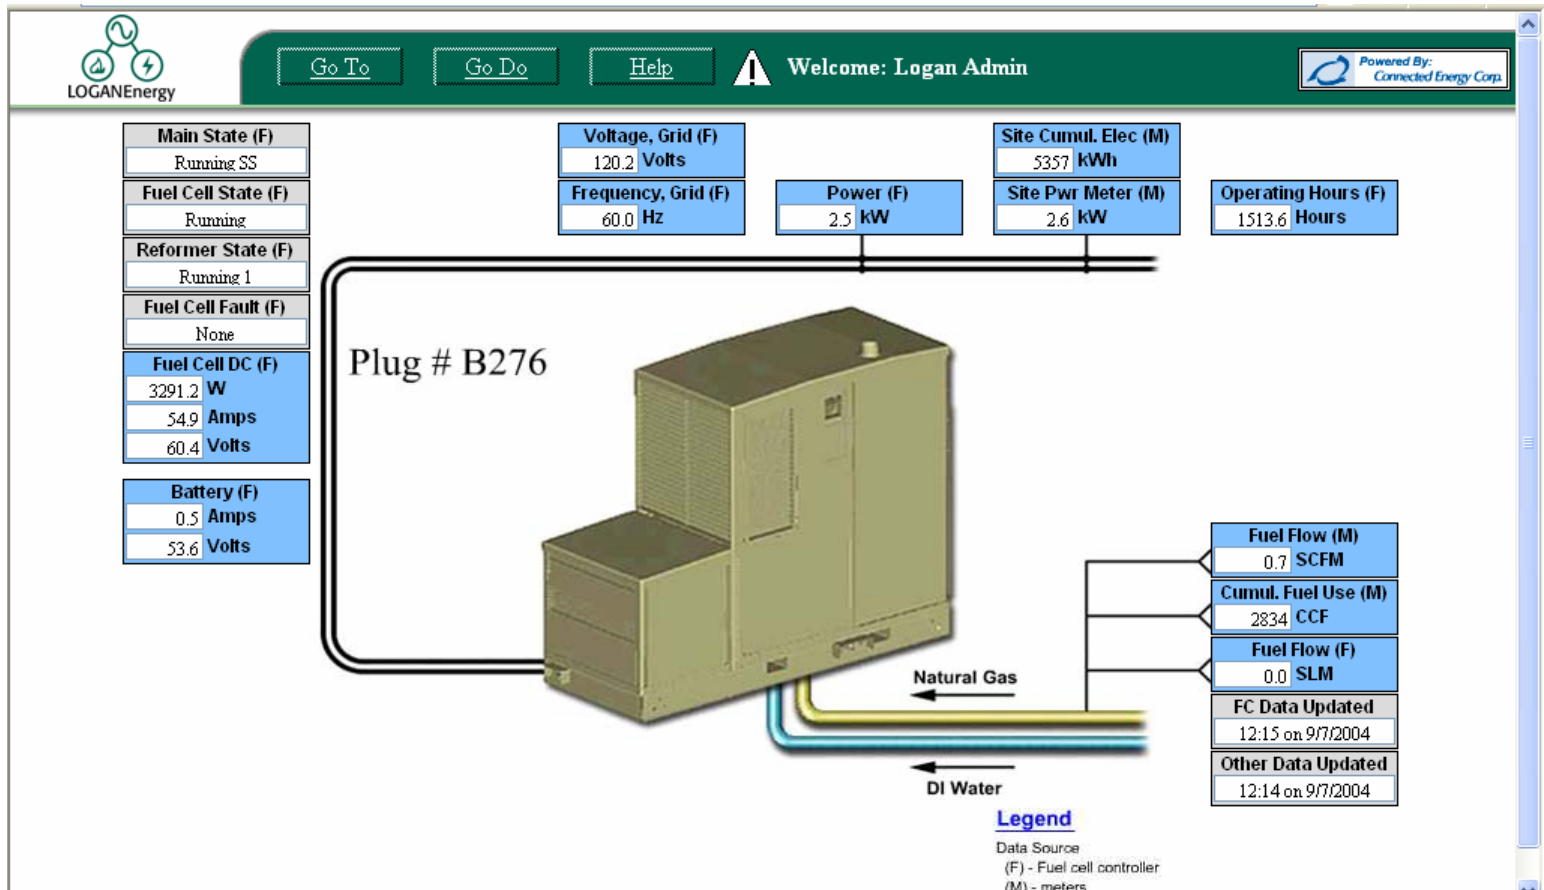 LOGANEnergy
Go To
Go Do
Help
Welcome: Logan Admin
Powered By:
Connected Energy Corp.
Main State (F)
Running SS
Fuel Cell State (F)
Running
Reformer State (F)
Running 1
Fuel Cell Fault (F)
None
Fuel Cell DC (F)
3291.2 W
54.9 Amps
60.4 Volts
Battery (F)
0.5 Amps
53.6 Volts
Voltage, Grid (F)
120.2 Volts
Frequency, Grid (F)
60.0 Hz
Power (F)
2.5 kW
Site Cumul. Elec (M)
5357 kWh
Site Pwr Meter (M)
2.6 kW
Operating Hours (F)
1513.6 Hours
Plug # B276
Fuel Flow (M)
0.7 SCFM
Cumul. Fuel Use (M)
2834 CCF
Fuel Flow (F)
0.0 SLM
FC Data Updated
12:15 on 9/7/2004
Other Data Updated
12:14 on 9/7/2004
Natural Gas
DI Water
Legend
Data Source
(F) - Fuel cell controller
(M) - meters